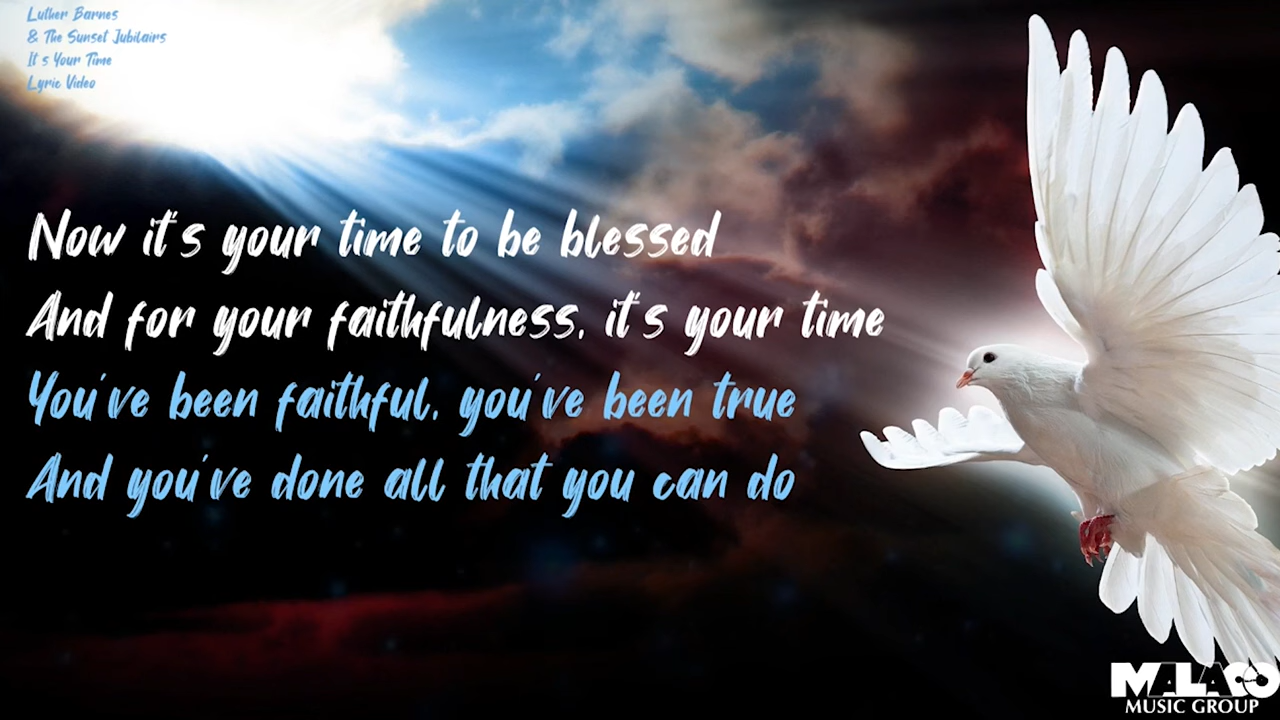 Luther Barnes
& The Sunset Jubilairs
It's Your Time
Lyric Video
Now it's your time to be blessed
And for your faithfulness, it's your time
You've been faithful, you've been true
And you've done all that you can do
MALACO
MUSIC GROUP